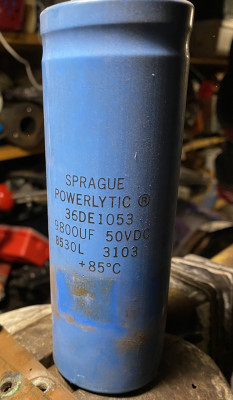 SPRAGUE
POWERLYTIC ®
36DE1053
9800UF 50VDC
8530L 3103
+85°C